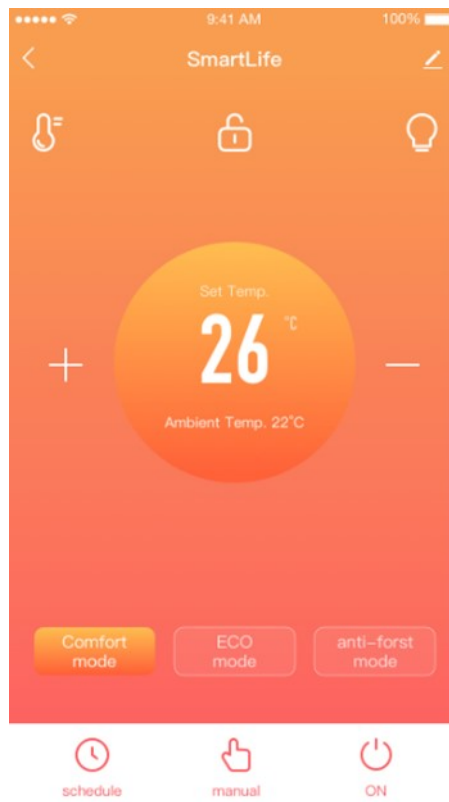 9:41 AM 100%
SmartLife
Set Temp.
26 °C
Ambient Temp. 22°C
Comfort mode
ECO mode
anti-forst mode
schedule manual ON